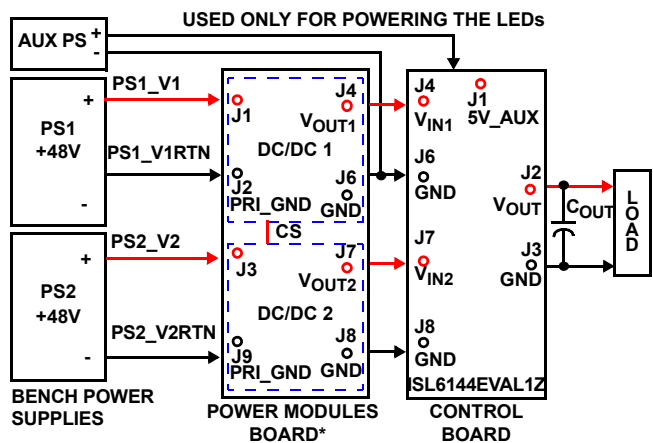 USED ONLY FOR POWERING THE LEDs
AUX PS
+
-
PS1_V1
+
PS1
+48V
PS1_V1RTN
-
PS2_V2
+
PS2
+48V
PS2_V2RTN
-
BENCH POWER
SUPPLIES
J1
J4
VOUT1
DC/DC 1
J2
J6
PRI_GND
GND
CS
J3
J7
VOUT2
DC/DC 2
J9
J8
PRI_GND
GND
POWER MODULES
BOARD*
J4
VIN1
J1
5V_AUX
J6
GND
J2
VOUT
COUT
J7
VIN2
J3
GND
J8
GND
ISL6144EVAL1Z
CONTROL
BOARD
LOAD